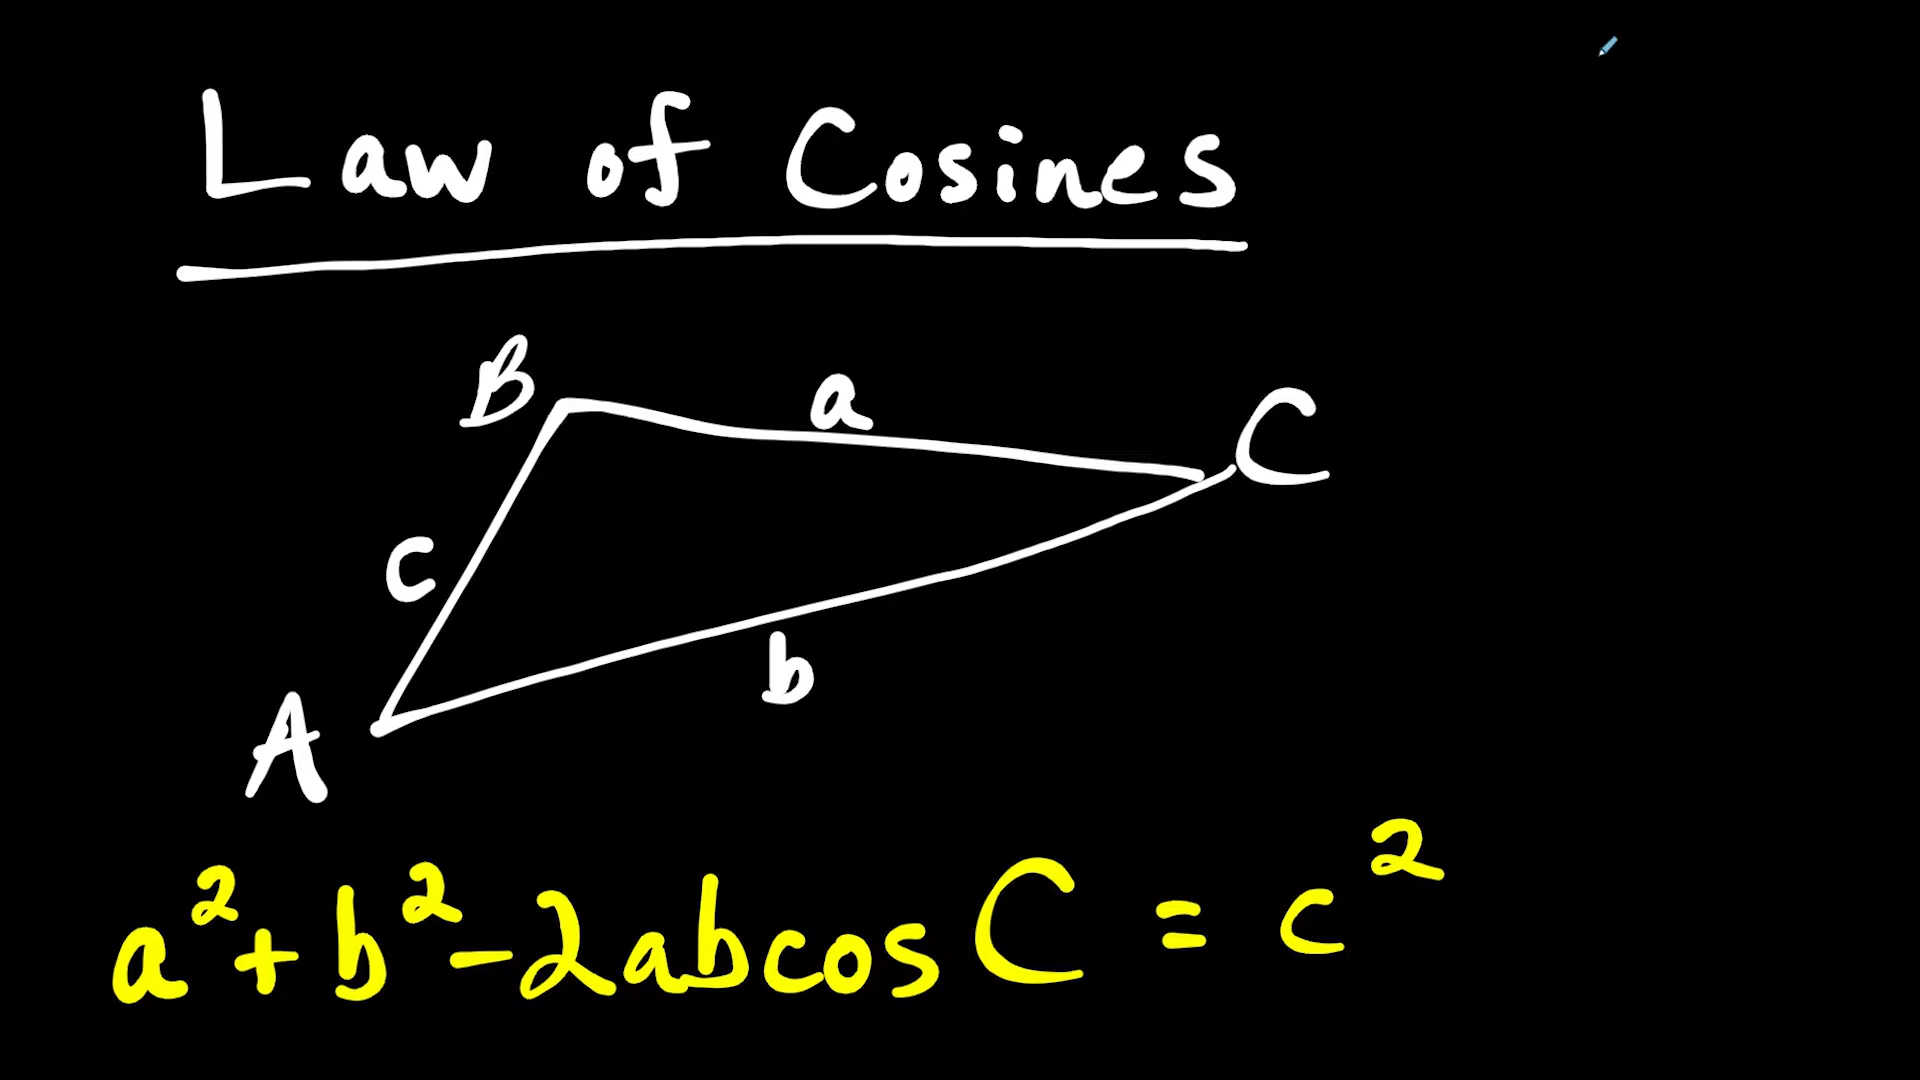 Law of Cosines
B
a
C
c
b
A
a²+b²-2abcosC = c²